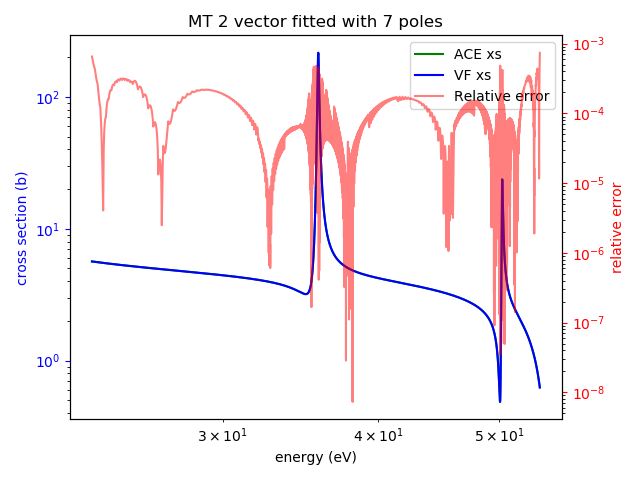 MT 2 vector fitted with 7 poles
ACE xs
VF xs
Relative error
cross section (b)
10²
10¹
10⁰
relative error
10⁻³
10⁻⁴
10⁻⁵
10⁻⁶
10⁻⁷
10⁻⁸
3 × 10¹ 4 × 10¹ 5 × 10¹
energy (eV)